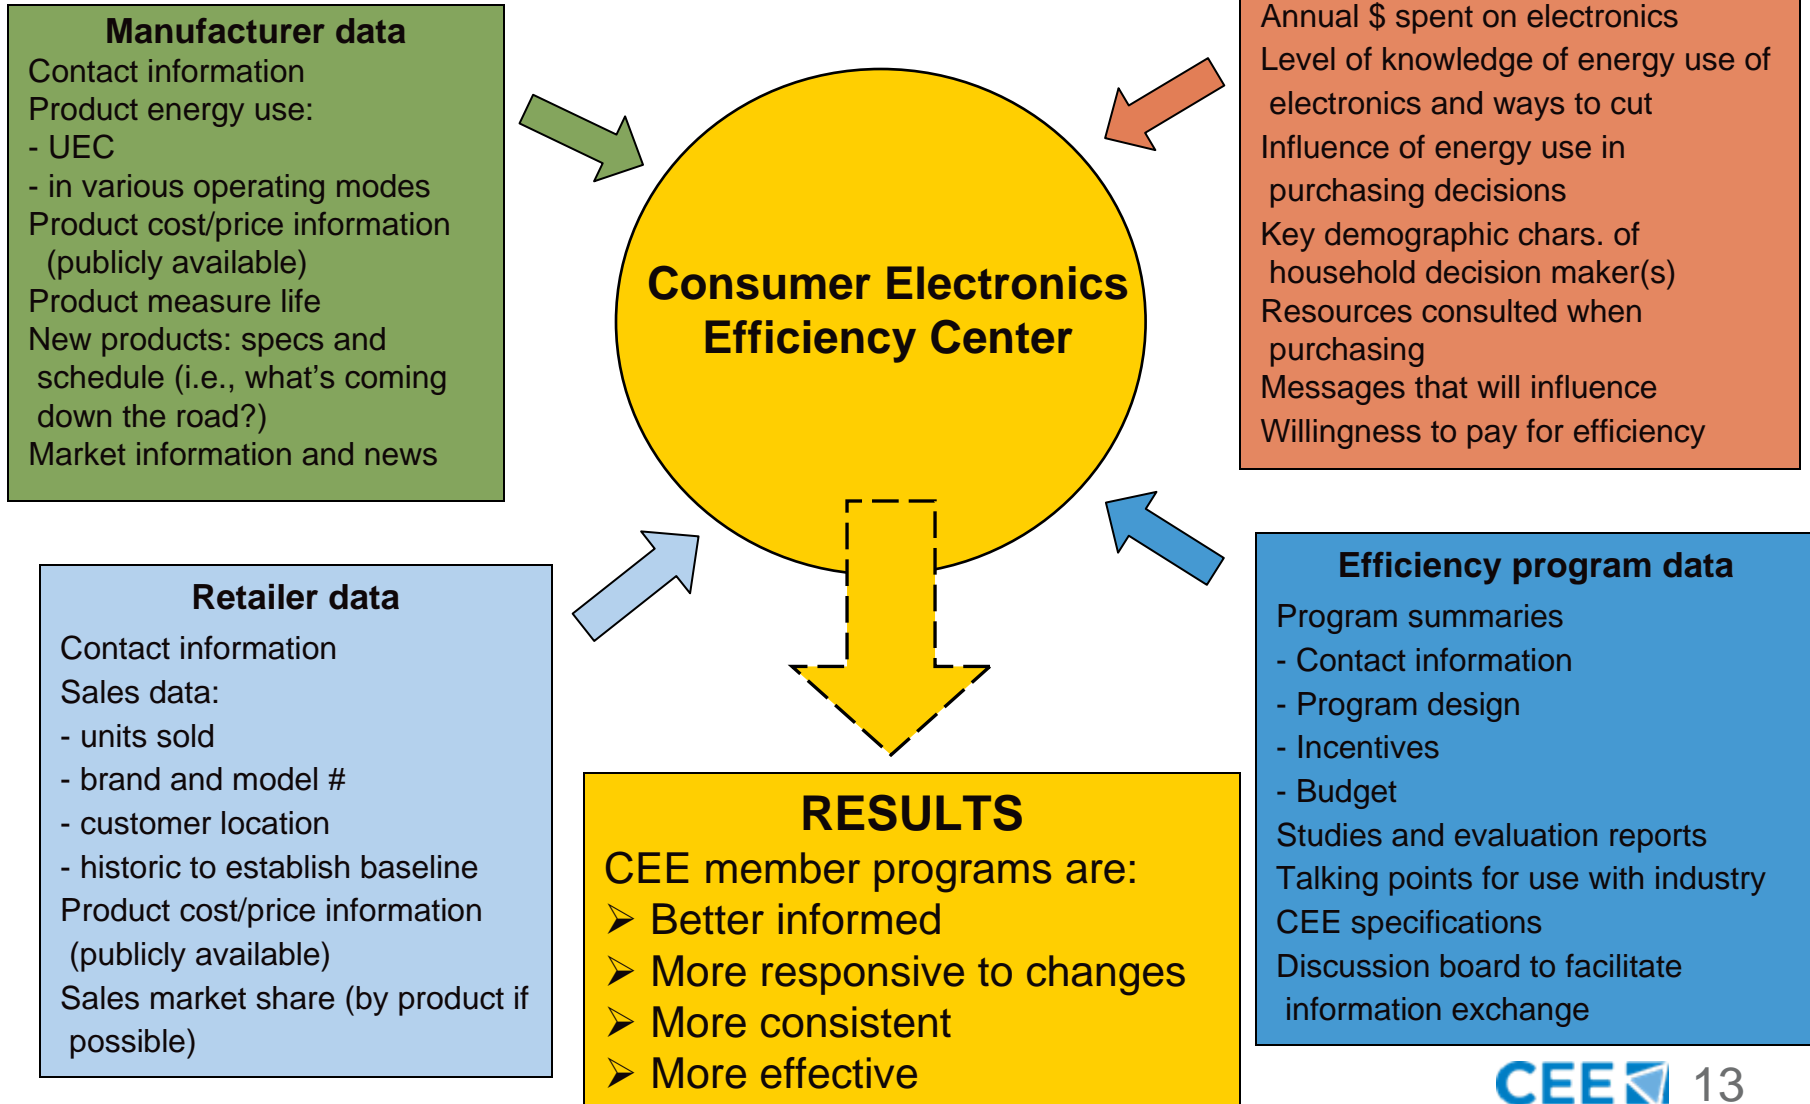 Manufacturer data
Contact information
Product energy use:
- UEC
- in various operating modes
Product cost/price information
(publicly available)
Product measure life
New products: specs and
schedule (i.e., what's coming
down the road?)
Market information and news
Annual $ spent on electronics
Level of knowledge of energy use of
electronics and ways to cut
Influence of energy use in
purchasing decisions
Key demographic chars. of
household decision maker(s)
Resources consulted when
purchasing
Messages that will influence
Willingness to pay for efficiency
Consumer Electronics
Efficiency Center
Retailer data
Contact information
Sales data:
- units sold
- brand and model #
- customer location
- historic to establish baseline
Product cost/price information
(publicly available)
Sales market share (by product if
possible)
RESULTS
CEE member programs are:
➢ Better informed
➢ More responsive to changes
➢ More consistent
➢ More effective
Efficiency program data
Program summaries
- Contact information
- Program design
- Incentives
- Budget
Studies and evaluation reports
Talking points for use with industry
CEE specifications
Discussion board to facilitate
information exchange
CEE 13